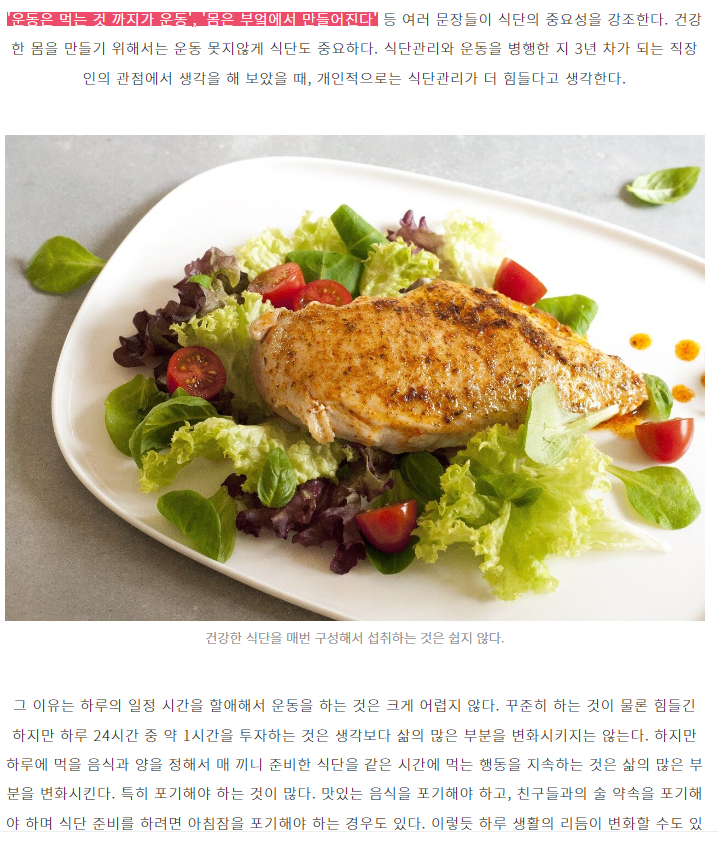 '운동은 먹는 것 까지가 운동', '몸은 부엌에서 만들어진다' 등 여러 문장들이 식단의 중요성을 강조한다. 건강
한 몸을 만들기 위해서는 운동 못지않게 식단도 중요하다. 식단관리와 운동을 병행한 지 3년 차가 되는 직장
인의 관점에서 생각을 해 보았을 때, 개인적으로는 식단관리가 더 힘들다고 생각한다.
건강한 식단을 매번 구성해서 섭취하는 것은 쉽지 않다.
그 이유는 하루의 일정 시간을 할애해서 운동을 하는 것은 크게 어렵지 않다. 꾸준히 하는 것이 물론 힘들긴
하지만 하루 24시간 중 약 1시간을 투자하는 것은 생각보다 삶의 많은 부분을 변화시키지는 않는다. 하지만
하루에 먹을 음식과 양을 정해서 매 끼니 준비한 식단을 같은 시간에 먹는 행동을 지속하는 것은 삶의 많은 부
분을 변화시킨다. 특히 포기해야 하는 것이 많다. 맛있는 음식을 포기해야 하고, 친구들과의 술 약속을 포기해
야 하며 식단 준비를 하려면 아침잠을 포기해야 하는 경우도 있다. 이렇듯 하루 생활의 리듬이 변화할 수도 있